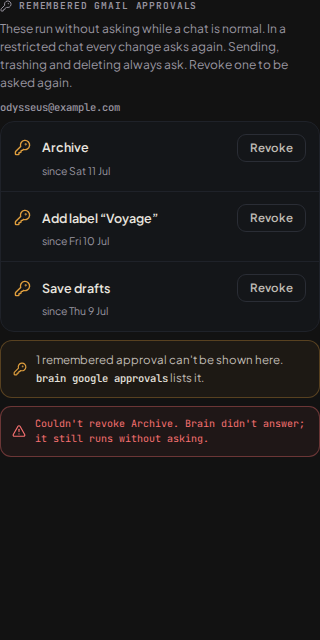 REMEMBERED GMAIL APPROVALS
These run without asking while a chat is normal. In a
restricted chat every change asks again. Sending,
trashing and deleting always ask. Revoke one to be
asked again.
odysseus@example.com
Archive
Revoke
since Sat 11 Jul
Add label “Voyage”
Revoke
since Fri 10 Jul
Save drafts
Revoke
since Thu 9 Jul
1 remembered approval can't be shown here.
brain google approvals lists it.
Couldn't revoke Archive. Brain didn't answer;
it still runs without asking.